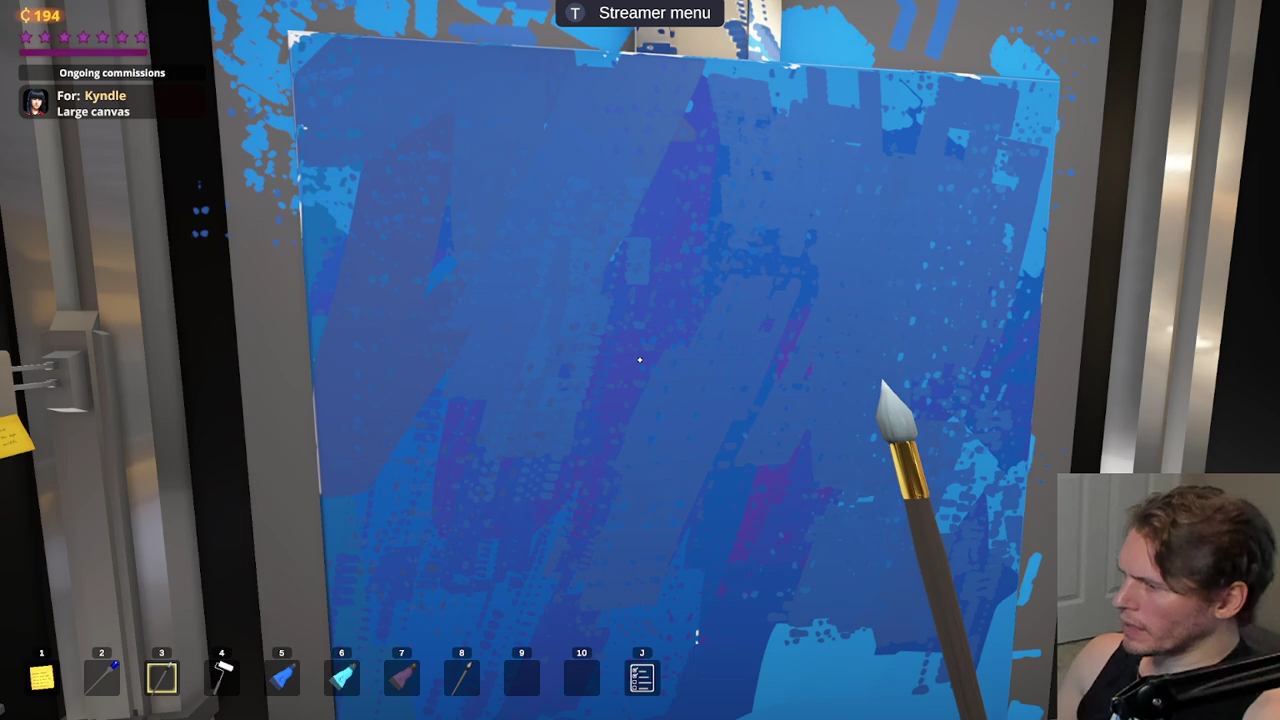 ₵ 194
T Streamer menu
Ongoing commissions
For: Kyndle
Large canvas
1 2 3 4 5 6 7 8 9 10 J